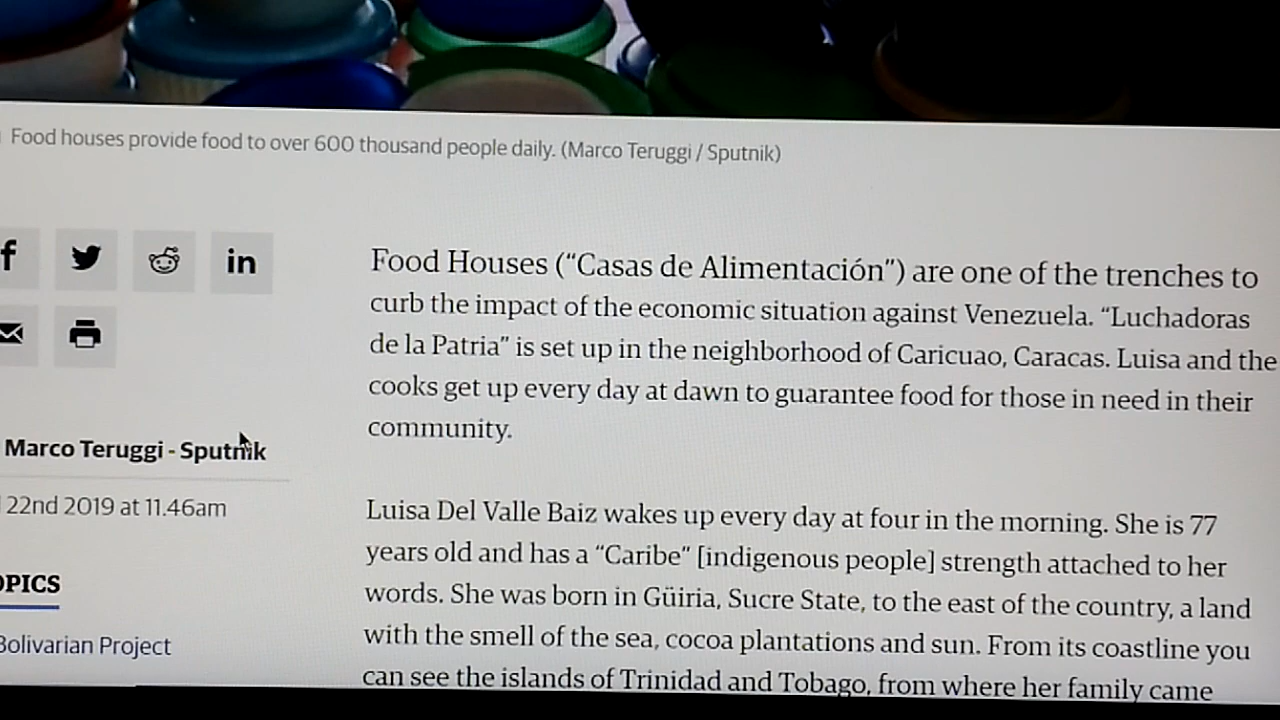 Food houses provide food to over 600 thousand people daily. (Marco Teruggi / Sputnik)
f
in
Marco Teruggi - Sputnik
22nd 2019 at 11.46am
OPICS
Bolivarian Project
Food Houses (“Casas de Alimentación”) are one of the trenches to
curb the impact of the economic situation against Venezuela. “Luchadoras
de la Patria” is set up in the neighborhood of Caricuao, Caracas. Luisa and the
cooks get up every day at dawn to guarantee food for those in need in their
community.
Luisa Del Valle Baiz wakes up every day at four in the morning. She is 77
years old and has a “Caribe” [indigenous people] strength attached to her
words. She was born in Güiria, Sucre State, to the east of the country, a land
with the smell of the sea, cocoa plantations and sun. From its coastline you
can see the islands of Trinidad and Tobago, from where her family came